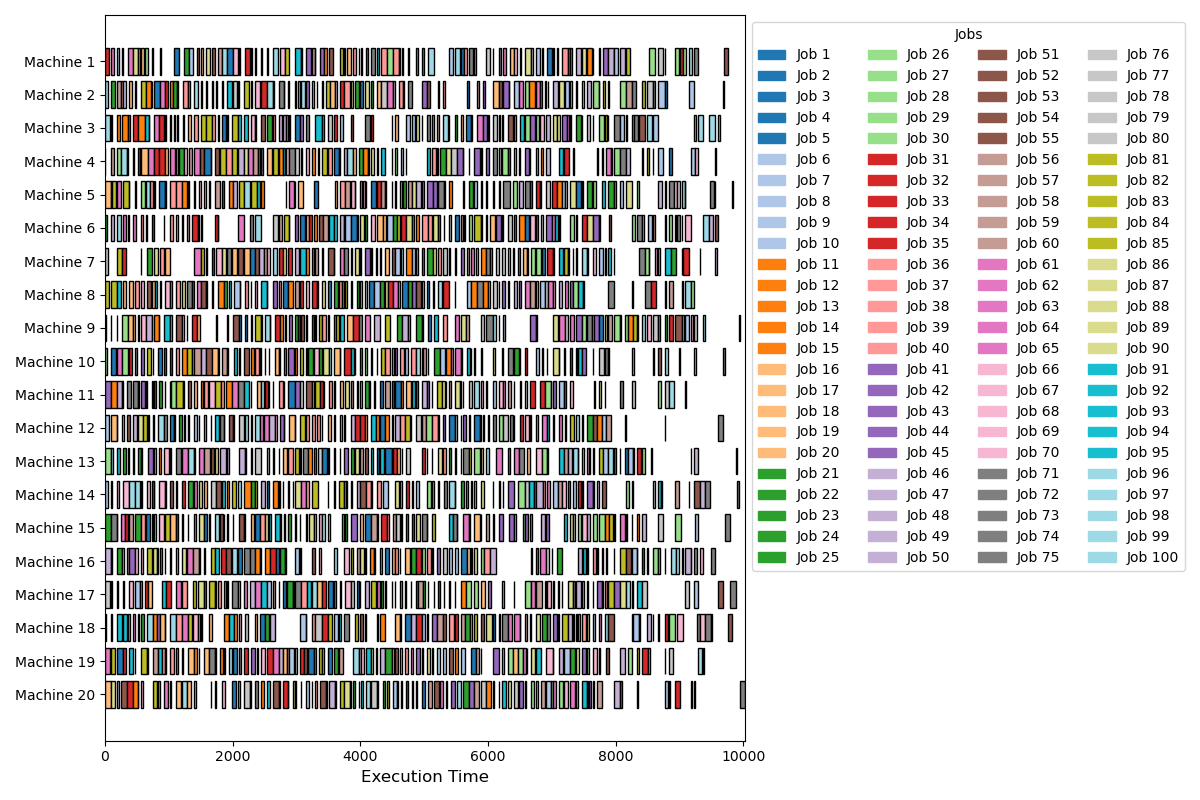 Machine 1
Machine 2
Machine 3
Machine 4
Machine 5
Machine 6
Machine 7
Machine 8
Machine 9
Machine 10
Machine 11
Machine 12
Machine 13
Machine 14
Machine 15
Machine 16
Machine 17
Machine 18
Machine 19
Machine 20
0 2000 4000 6000 8000 10000
Execution Time
Jobs
Job 1 Job 26 Job 51 Job 76
Job 2 Job 27 Job 52 Job 77
Job 3 Job 28 Job 53 Job 78
Job 4 Job 29 Job 54 Job 79
Job 5 Job 30 Job 55 Job 80
Job 6 Job 31 Job 56 Job 81
Job 7 Job 32 Job 57 Job 82
Job 8 Job 33 Job 58 Job 83
Job 9 Job 34 Job 59 Job 84
Job 10 Job 35 Job 60 Job 85
Job 11 Job 36 Job 61 Job 86
Job 12 Job 37 Job 62 Job 87
Job 13 Job 38 Job 63 Job 88
Job 14 Job 39 Job 64 Job 89
Job 15 Job 40 Job 65 Job 90
Job 16 Job 41 Job 66 Job 91
Job 17 Job 42 Job 67 Job 92
Job 18 Job 43 Job 68 Job 93
Job 19 Job 44 Job 69 Job 94
Job 20 Job 45 Job 70 Job 95
Job 21 Job 46 Job 71 Job 96
Job 22 Job 47 Job 72 Job 97
Job 23 Job 48 Job 73 Job 98
Job 24 Job 49 Job 74 Job 99
Job 25 Job 50 Job 75 Job 100